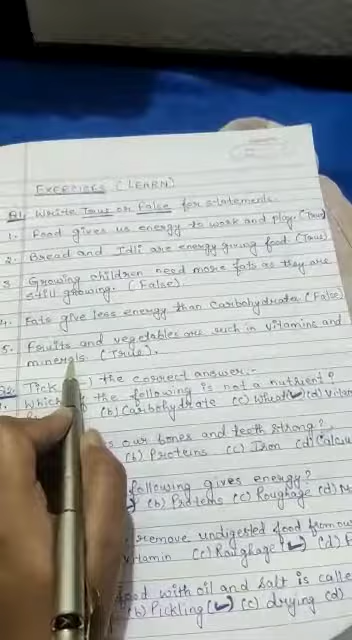 EXERCISES (LEARN)
Q1. Write True or False for statements.
1. Food gives us energy to work and play. (True)
2. Bread and Idli are energy giving food. (True)
3 Growing children need more fats as they are
still growing. (False).
4. Fats give less energy than Carbohydrate (False)
5. Fruits and vegetables are such in vitamins and
minerals. (True).
Q2. Tick the correct answer:-
Which of the following is not a nutrient?
(b) Carbohydrate (c) Wheat (d) Vitam
our bones and teeth strong?
(b) Proteins (c) Iron (d) Calciu
following gives energy?
(b) Proteins (c) Roughage (d)
remove undigested food from ou
(c) Roughage (d)
food with oil and salt is calle
(b) Pickling (c) drying (d)